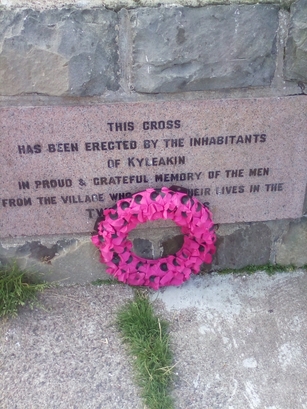 THIS CROSS
HAS BEEN ERECTED BY THE INHABITANTS
OF KYLEAKIN
IN PROUD & GRATEFUL MEMORY OF THE MEN
FROM THE VILLAGE WHO THEIR LIVES IN THE